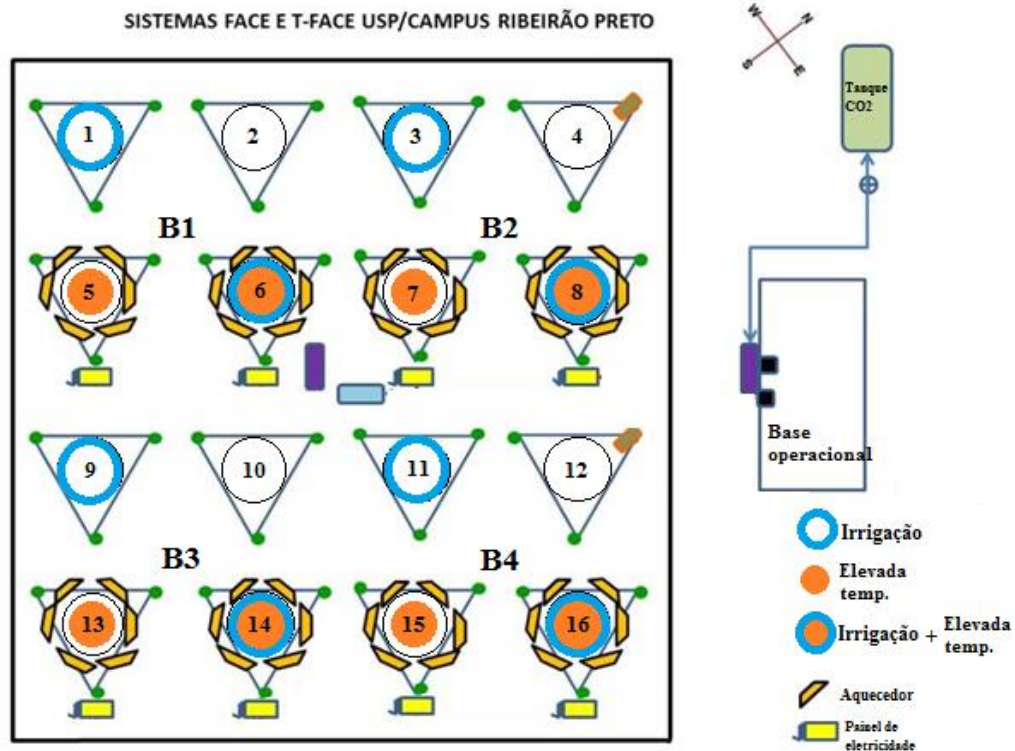 SISTEMAS FACE E T-FACE USP/CAMPUS RIBEIRÃO PRETO
W
N
S
E
Tanque
CO2
1
2
3
4
B1
B2
5
6
7
8
9
10
11
12
B3
B4
13
14
15
16
Base
operacional
Irrigação
Elevada
temp.
Irrigação + Elevada
temp.
Aquecedor
Painel de
eletricidade